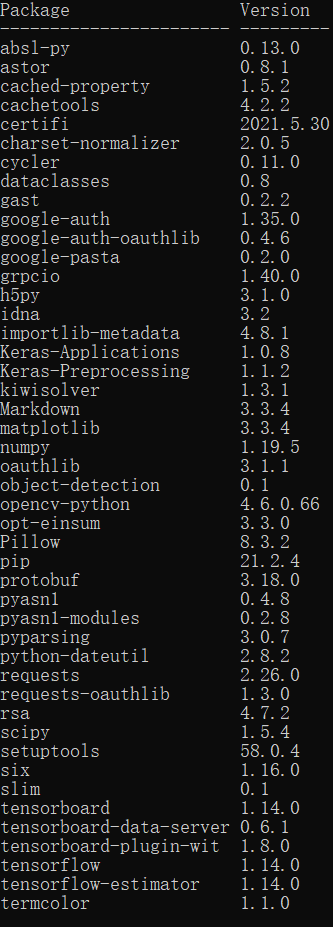 Package Version
---------------------- ---------
absl-py 0.13.0
astor 0.8.1
cached-property 1.5.2
cachetools 4.2.2
certifi 2021.5.30
charset-normalizer 2.0.5
cycler 0.11.0
dataclasses 0.8
gast 0.2.2
google-auth 1.35.0
google-auth-oauthlib 0.4.6
google-pasta 0.2.0
grpcio 1.40.0
h5py 3.1.0
idna 3.2
importlib-metadata 4.8.1
Keras-Applications 1.0.8
Keras-Preprocessing 1.1.2
kiwisolver 1.3.1
Markdown 3.3.4
matplotlib 3.3.4
numpy 1.19.5
oauthlib 3.1.1
object-detection 0.1
opencv-python 4.6.0.66
opt-einsum 3.3.0
Pillow 8.3.2
pip 21.2.4
protobuf 3.18.0
pyasn1 0.4.8
pyasn1-modules 0.2.8
pyparsing 3.0.7
python-dateutil 2.8.2
requests 2.26.0
requests-oauthlib 1.3.0
rsa 4.7.2
scipy 1.5.4
setuptools 58.0.4
six 1.16.0
slim 0.1
tensorboard 1.14.0
tensorboard-data-server 0.6.1
tensorboard-plugin-wit 1.8.0
tensorflow 1.14.0
tensorflow-estimator 1.14.0
termcolor 1.1.0